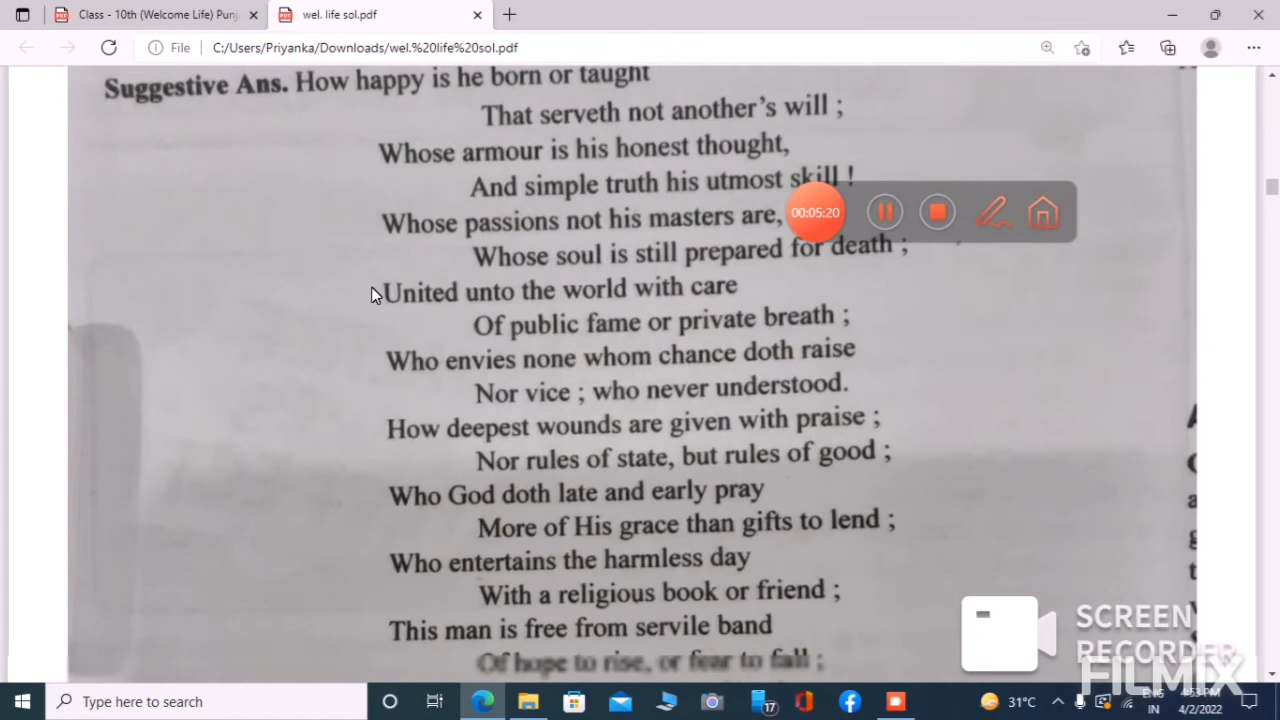 Class - 10th (Welcome Life) Punj
wel. life sol.pdf
File
C:/Users/Priyanka/Downloads/wel.%20life%20sol.pdf
Suggestive Ans. How happy is he born or taught
That serveth not another's will ;
Whose armour is his honest thought,
And simple truth his utmost skill !
Whose passions not his masters are,
00:05:20
Whose soul is still prepared for death ;
United unto the world with care
Of public fame or private breath ;
Who envies none whom chance doth raise
Nor vice ; who never understood.
How deepest wounds are given with praise ;
Nor rules of state, but rules of good ;
Who God doth late and early pray
More of His grace than gifts to lend ;
Who entertains the harmless day
With a religious book or friend ;
This man is free from servile band
Of hope to rise, or fear to fall ;
SCREEN
RECORDER
FILMIX
Type here to search
17
31°C
ENG
IN
4:53 PM
4/2/2022